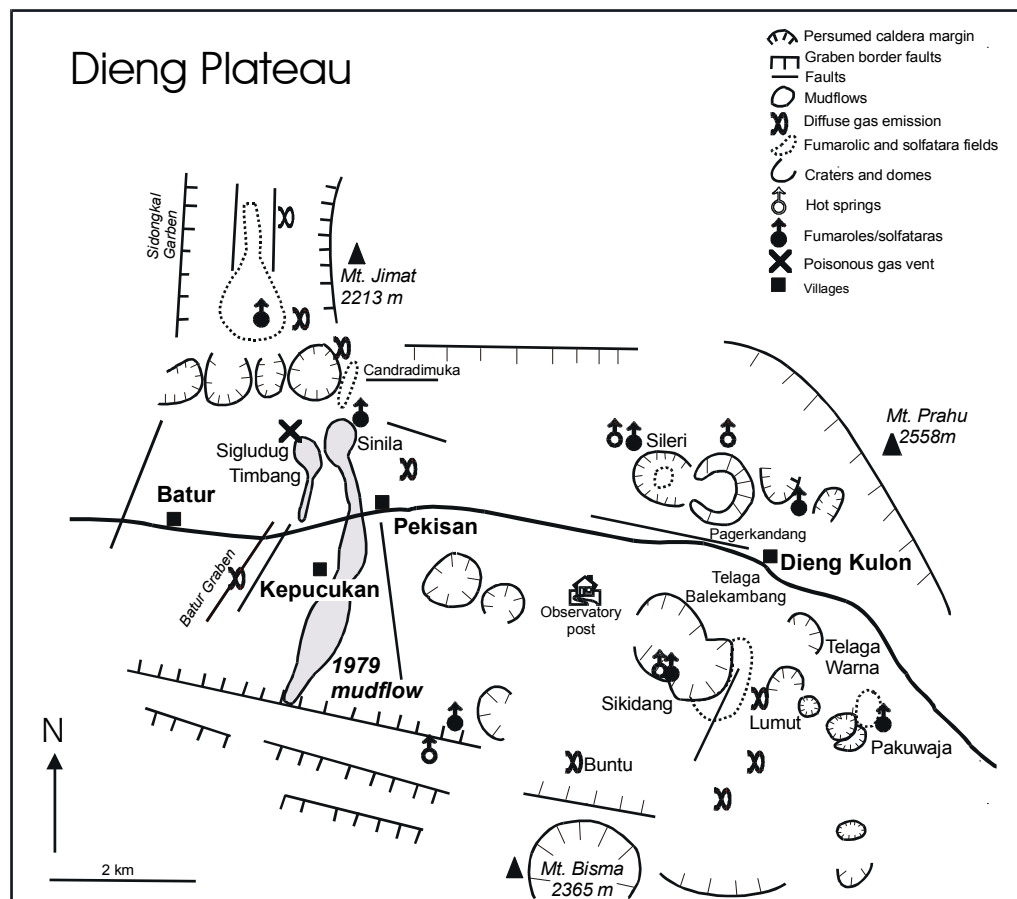 Dieng Plateau
Persumed caldera margin
Graben border faults
Faults
Mudflows
Diffuse gas emission
Fumarolic and solfatara fields
Craters and domes
Hot springs
Fumaroles/solfataras
Poisonous gas vent
Villages
Sidongkal
Garben
Mt. Jimat
2213 m
Candradimuka
Mt. Prahu
2558m
Sigludug
Timbang
Sinila
Sileri
Batur
Pekisan
Pagerkandang
Dieng Kulon
Batur Graben
Kepucukan
Telaga
Balekambang
Observatory
post
1979
mudflow
Telaga
Warna
Sikidang
Lumut
Pakuwaja
N
Buntu
2 km
Mt. Bisma
2365 m